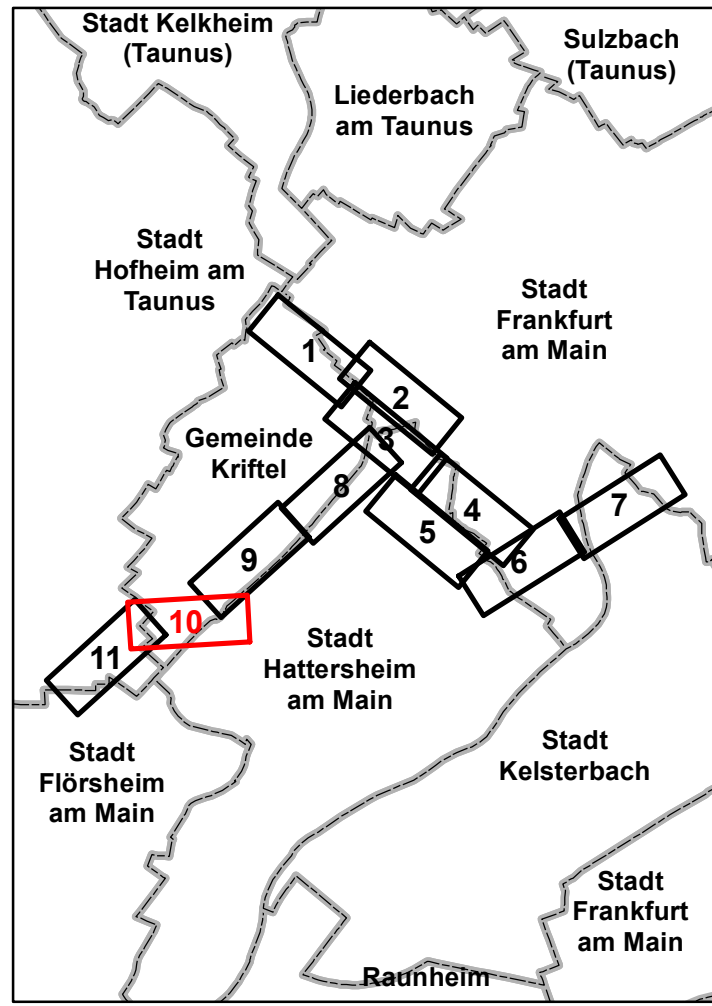 Stadt Kelkheim
(Taunus)
Sulzbach
(Taunus)
Liederbach
am Taunus
Stadt
Hofheim am
Taunus
Stadt
Frankfurt
am Main
1
2
3
Gemeinde
Kriftel
8
4
7
5
6
9
10
11
Stadt
Hattersheim
am Main
Stadt
Flörsheim
am Main
Stadt
Kelsterbach
Stadt
Frankfurt
am Main
Raunheim